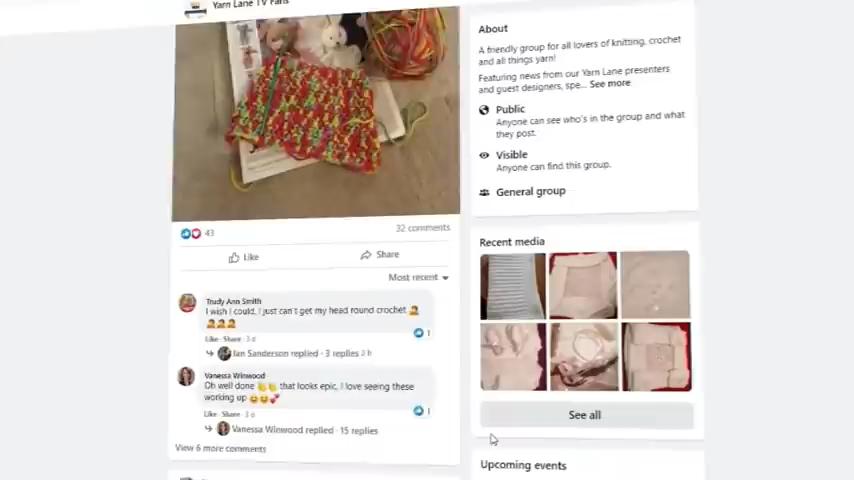 Yarn Lane TV Fans
43
32 comments
Like
Share
Most recent
Trudy Ann Smith
I wish I could, I just can't get my head round crochet
1
Like · Share · 3 d
Ian Sanderson replied · 3 replies 2 h
Vanessa Winwood
Oh well done that looks epic, I love seeing these
working up
1
Like · Share · 3 d
Vanessa Winwood replied · 15 replies
View 6 more comments
About
A friendly group for all lovers of knitting, crochet
and all things yarn!
Featuring news from our Yarn Lane presenters
and guest designers, spe... See more
Public
Anyone can see who's in the group and what
they post.
Visible
Anyone can find this group.
General group
Recent media
See all
Upcoming events